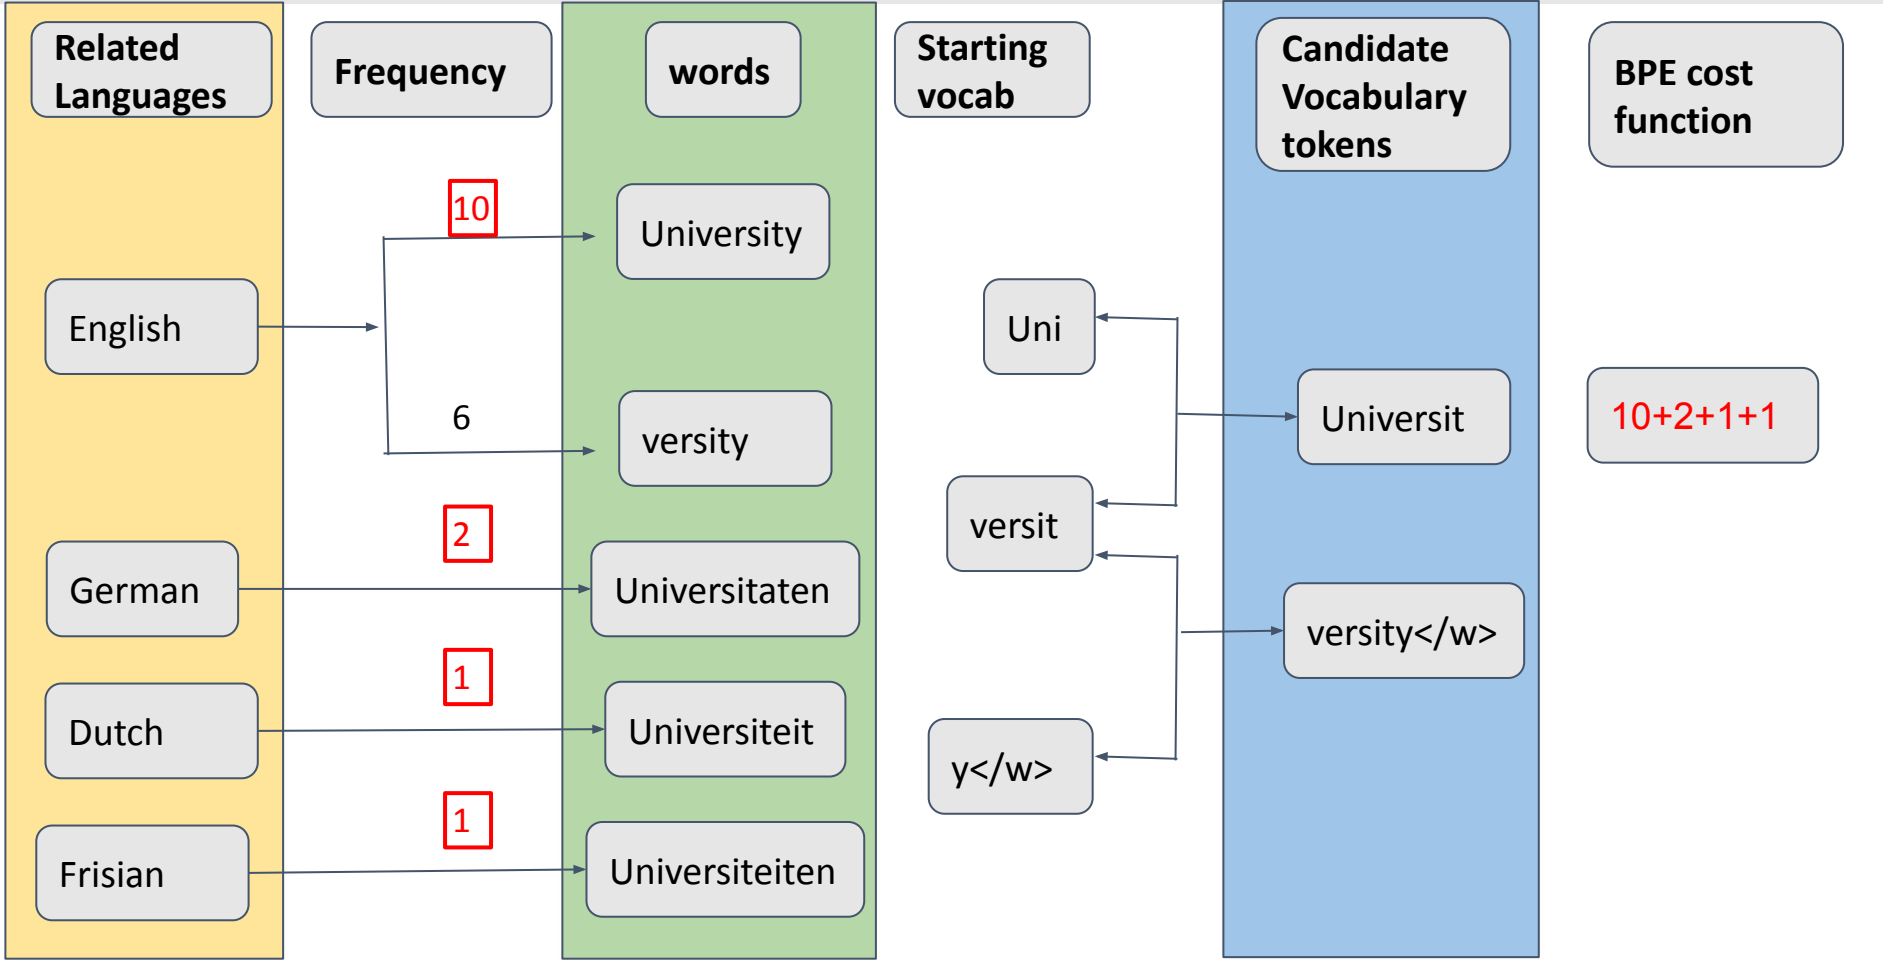 Related
Languages
Frequency
words
Starting
vocab
Candidate
Vocabulary
tokens
BPE cost
function
10
University
English
Uni
6
versity
Universit
10+2+1+1
2
versit
German
Universitaten
versity</w>
1
Dutch
Universiteit
y</w>
1
Frisian
Universiteiten